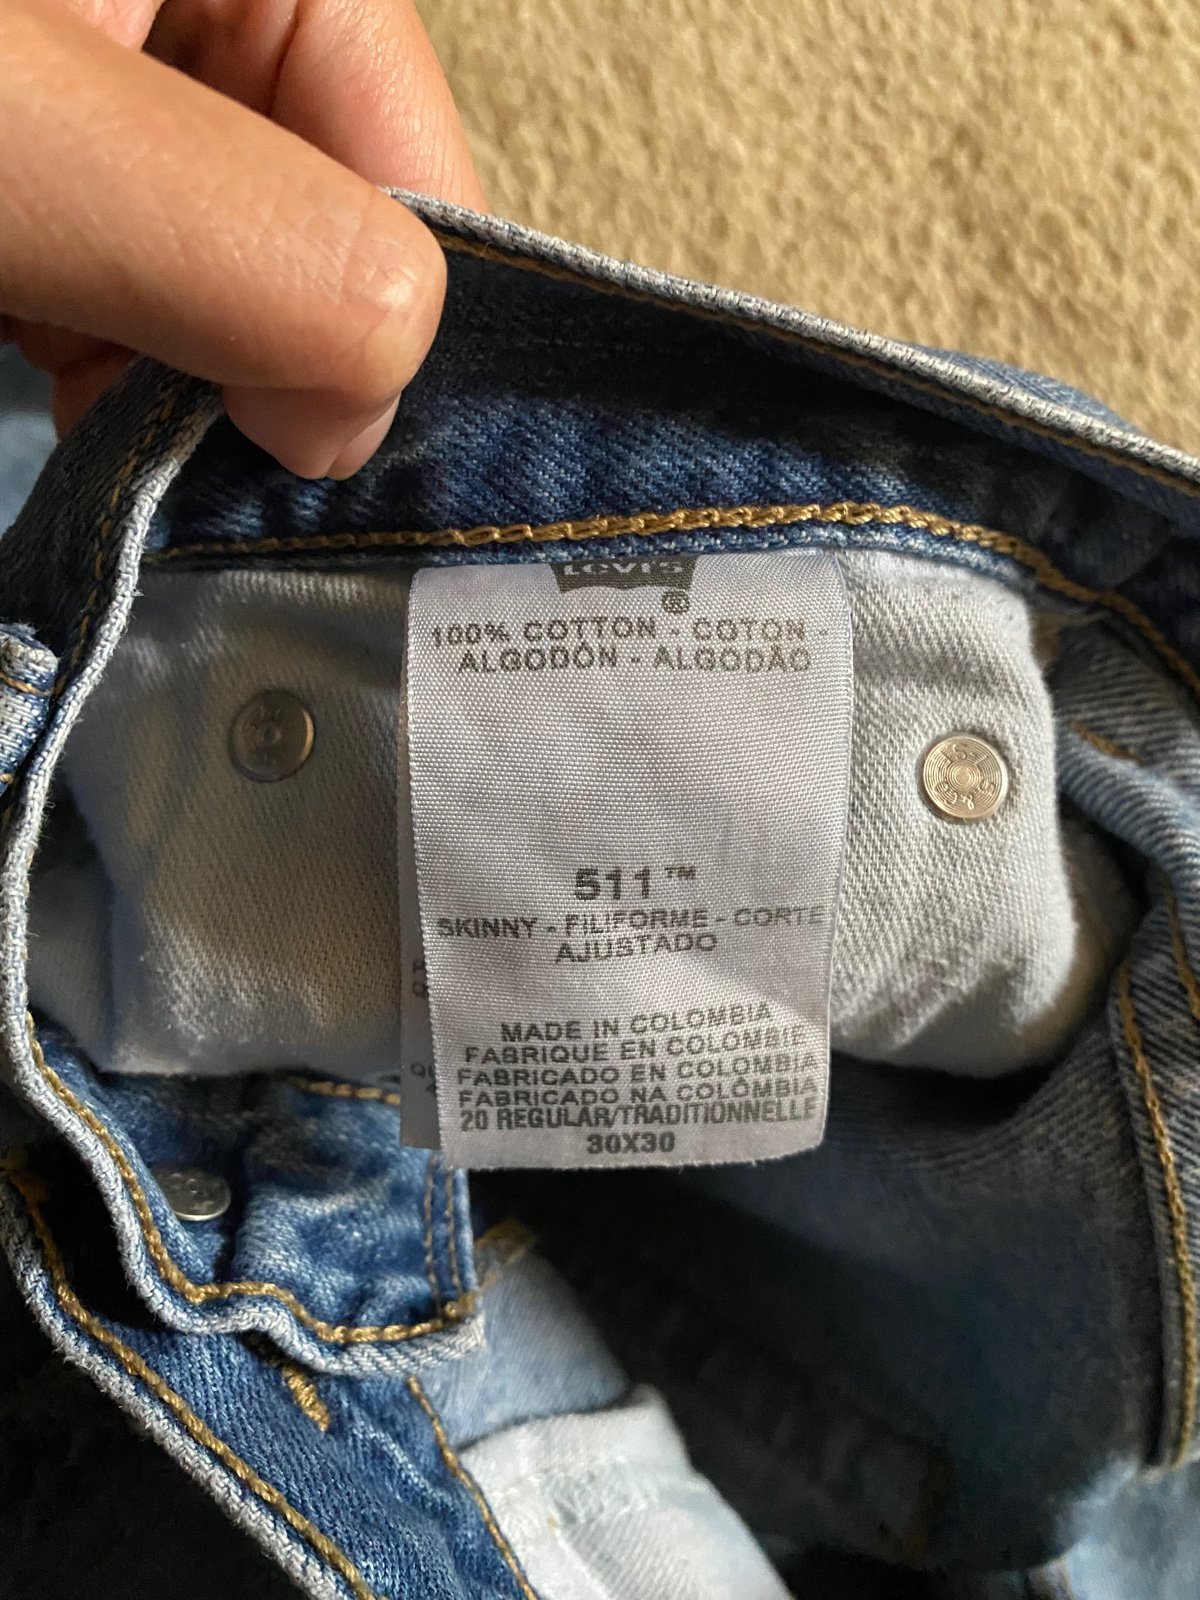 LEVI'S
®
100% COTTON - COTON -
ALGODÓN - ALGODÃO
511™
SKINNY - FILIFORME - CORTE
AJUSTADO
MADE IN COLOMBIA
FABRIQUE EN COLOMBIE
FABRICADO EN COLOMBIA
FABRICADO NA COLÔMBIA
20 REGULAR/TRADITIONNELLE
30X30